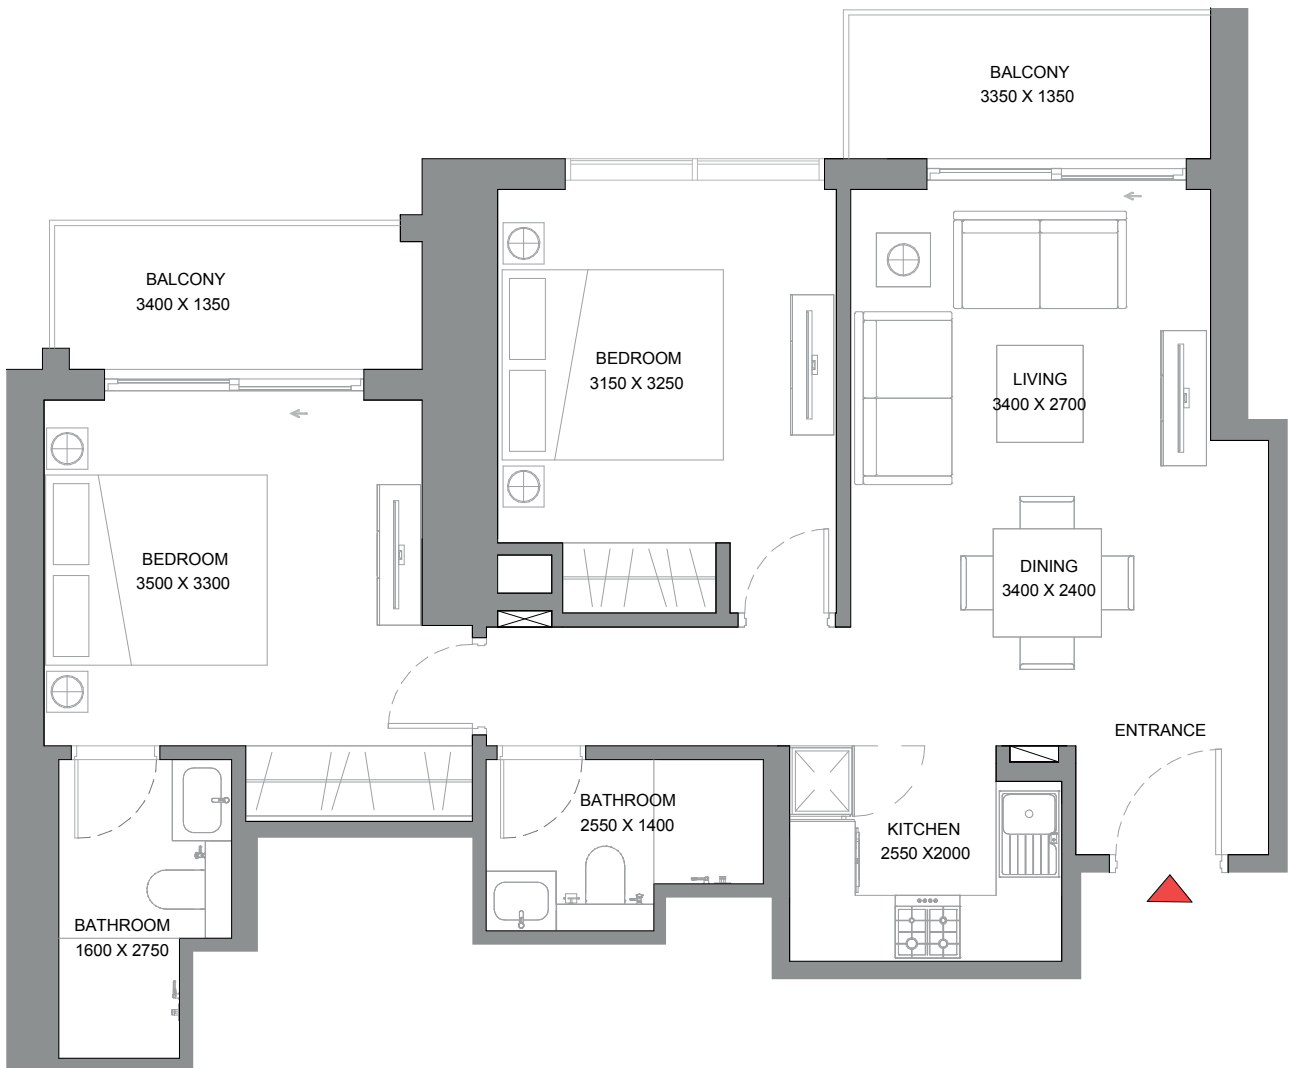 BALCONY
3350 X 1350
BALCONY
3400 X 1350
BEDROOM
3150 X 3250
LIVING
3400 X 2700
BEDROOM
3500 X 3300
DINING
3400 X 2400
ENTRANCE
BATHROOM
2550 X 1400
KITCHEN
2550 X2000
BATHROOM
1600 X 2750